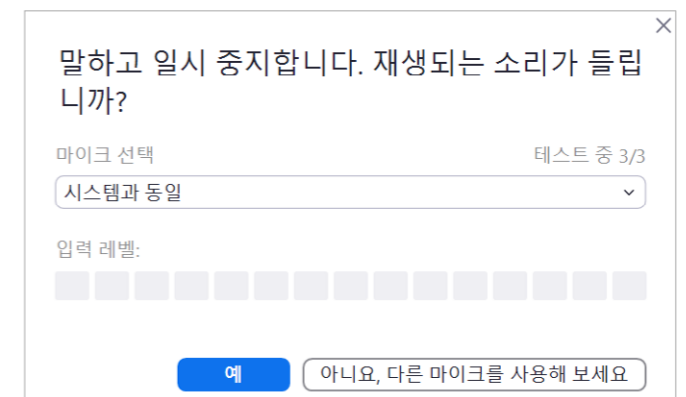 말하고 일시 중지합니다. 재생되는 소리가 들립
니까?
마이크 선택
테스트 중 3/3
시스템과 동일
입력 레벨:
예
아니요, 다른 마이크를 사용해 보세요